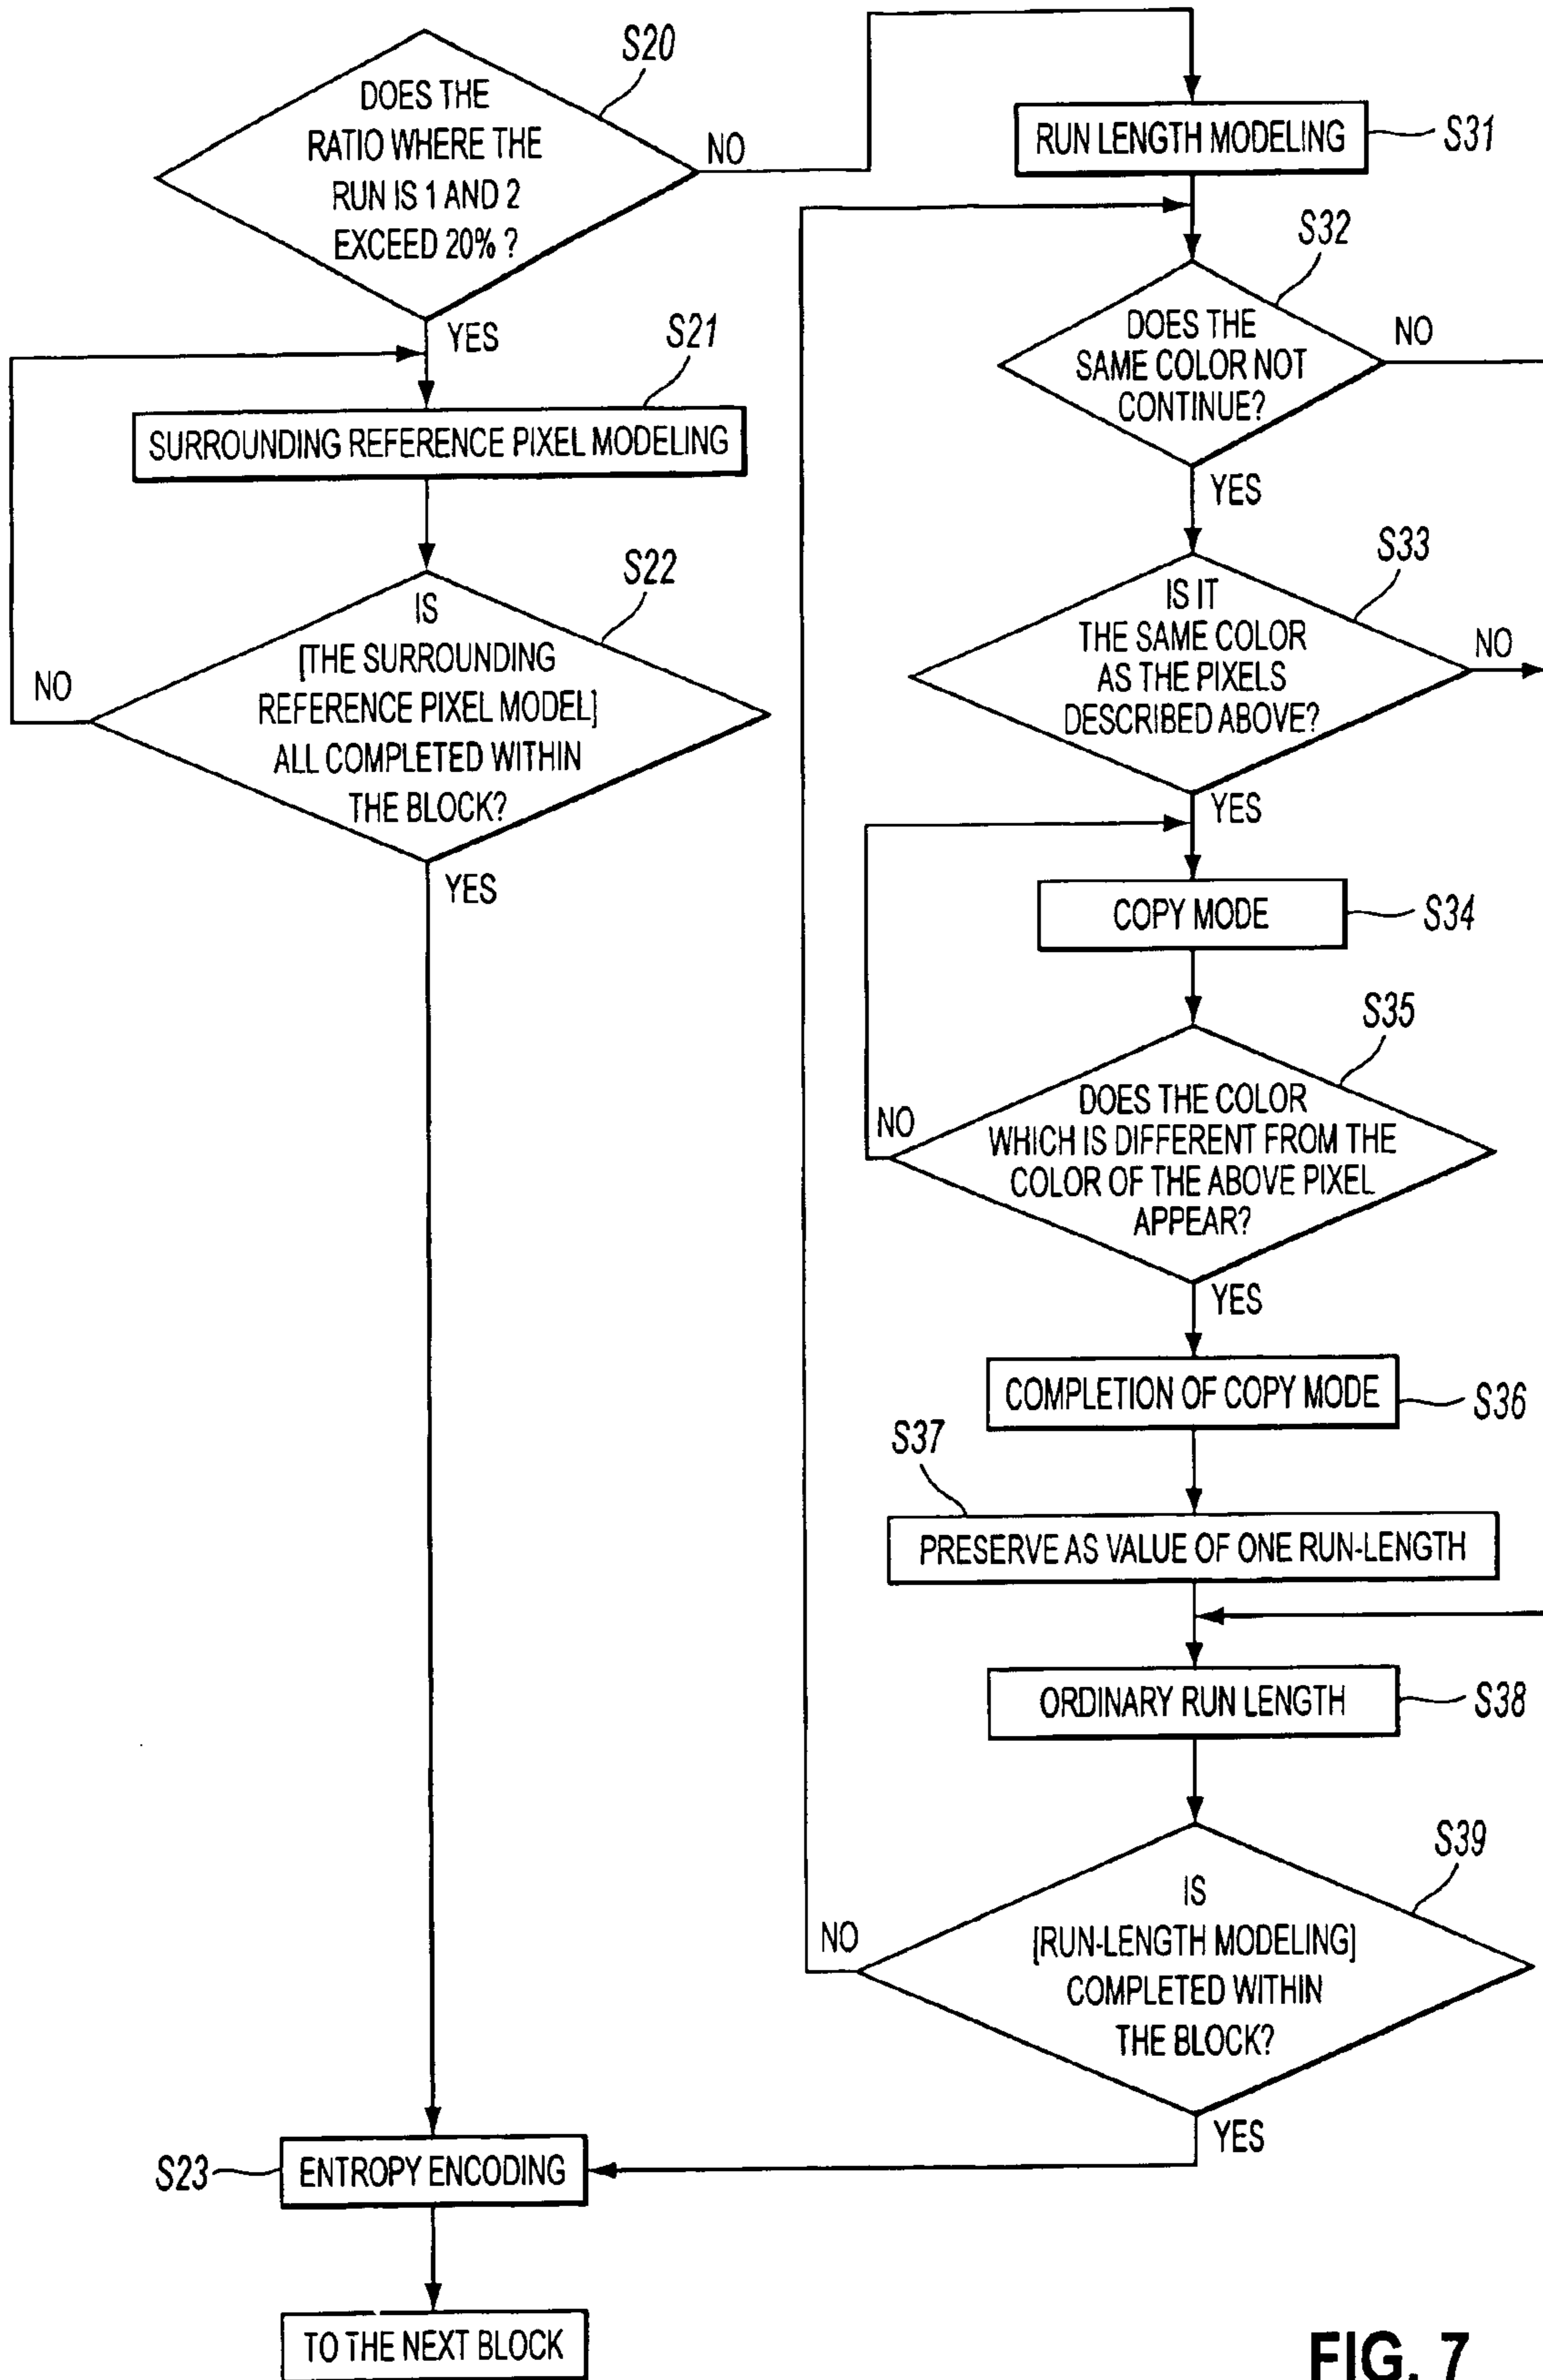 S20
DOES THE
RATIO WHERE THE
RUN IS 1 AND 2
EXCEED 20% ?
NO
YES
S21
SURROUNDING REFERENCE PIXEL MODELING
S22
IS
[THE SURROUNDING
REFERENCE PIXEL MODEL]
ALL COMPLETED WITHIN
THE BLOCK?
NO
YES
RUN LENGTH MODELING
S31
S32
DOES THE
SAME COLOR NOT
CONTINUE?
NO
YES
S33
IS IT
THE SAME COLOR
AS THE PIXELS
DESCRIBED ABOVE?
NO
YES
COPY MODE
S34
S35
DOES THE COLOR
WHICH IS DIFFERENT FROM THE
COLOR OF THE ABOVE PIXEL
APPEAR?
NO
YES
COMPLETION OF COPY MODE
S36
S37
PRESERVE AS VALUE OF ONE RUN-LENGTH
ORDINARY RUN LENGTH
S38
S39
IS
[RUN-LENGTH MODELING]
COMPLETED WITHIN
THE BLOCK?
NO
YES
S23
ENTROPY ENCODING
TO THE NEXT BLOCK
FIG. 7